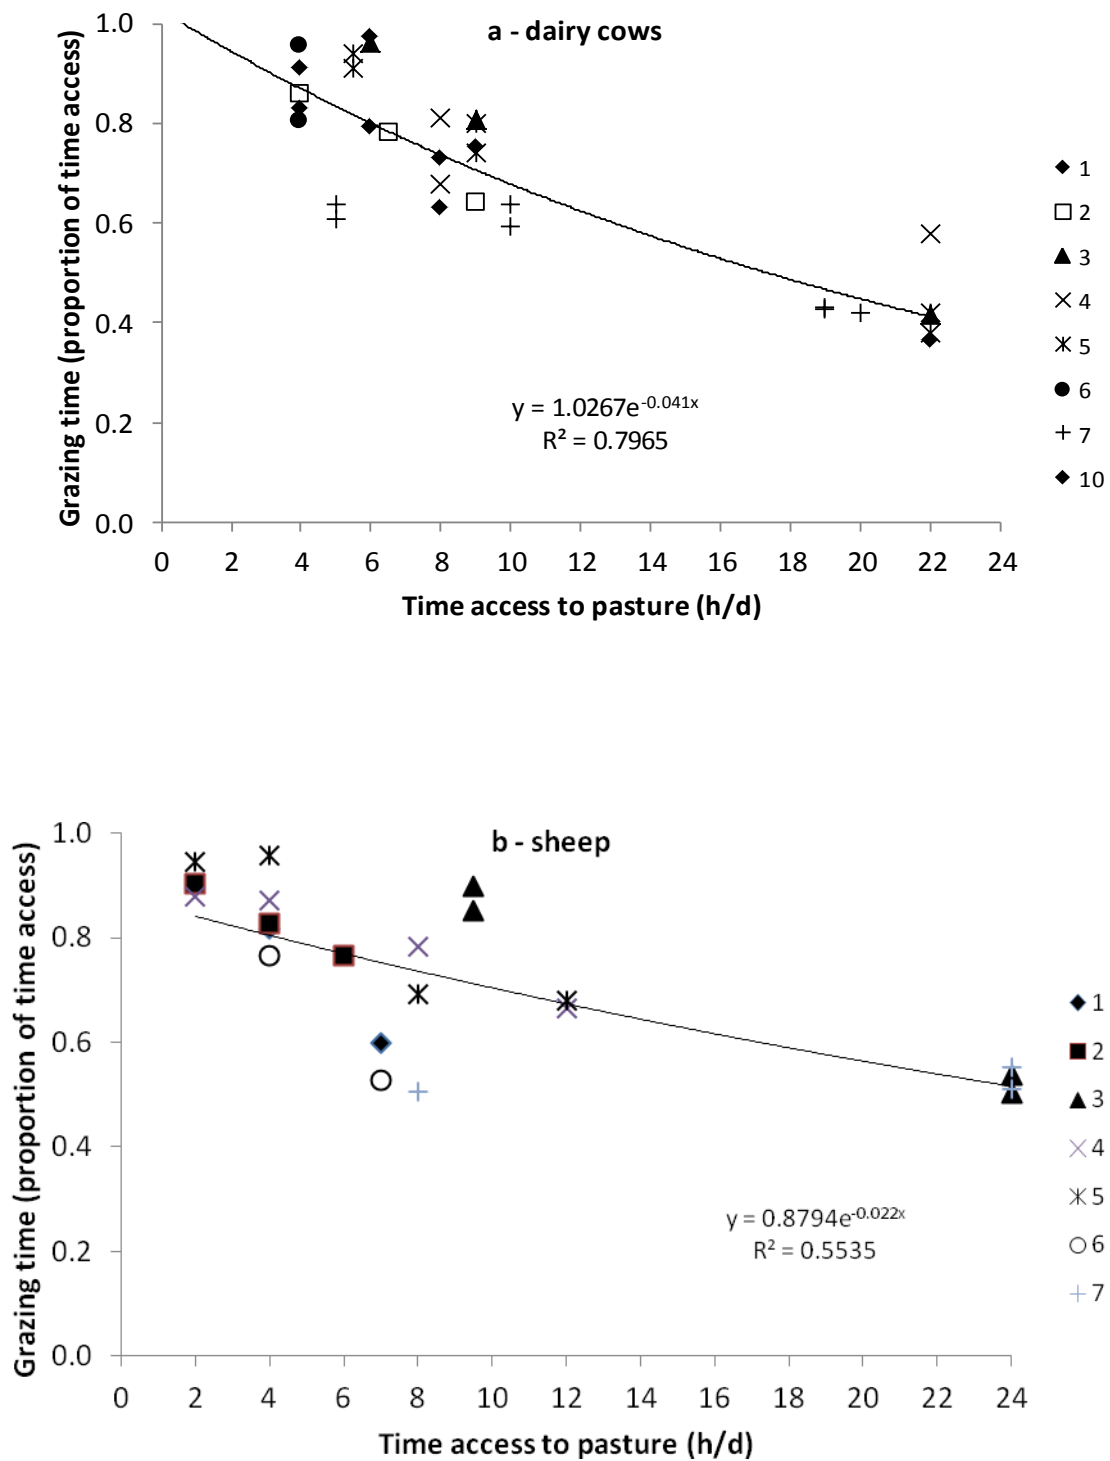 a - dairy cows
Grazing time (proportion of time access)
1.0
0.8
0.6
0.4
0.2
0.0
y = 1.0267e^-0.041x
R² = 0.7965
0 2 4 6 8 10 12 14 16 18 20 22 24
Time access to pasture (h/d)
1
2
3
4
5
6
7
10
b - sheep
Grazing time (proportion of time access)
1.0
0.8
0.6
0.4
0.2
0.0
y = 0.8794e^-0.022x
R² = 0.5535
0 2 4 6 8 10 12 14 16 18 20 22 24
Time access to pasture (h/d)
1
2
3
4
5
6
7